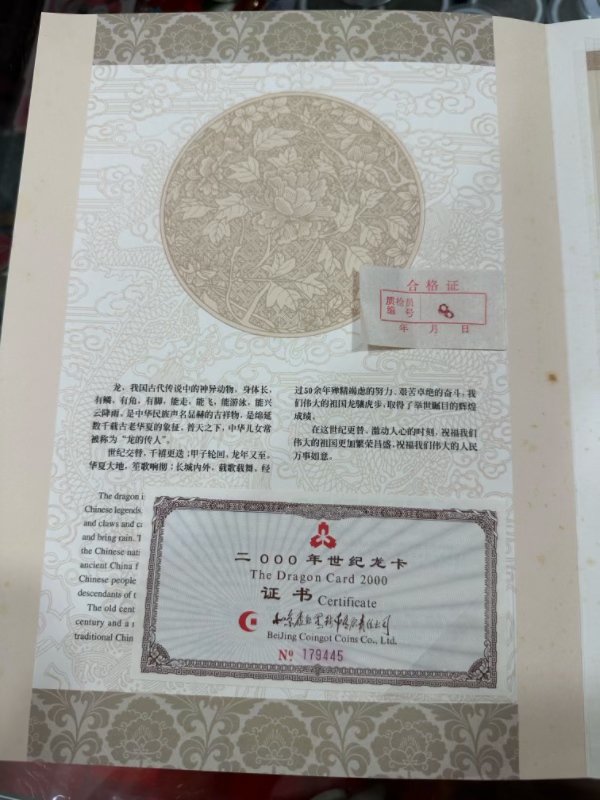 合格证
质检员
编号
8
年 月 日
龙，我国古代传说中的神异动物，身体长，
有鳞，有角，有脚，能走，能飞，能游泳，能兴
云降雨。是中华民族声名显赫的吉祥物，是绵延
数千载古老华夏的象征。普天之下，中华儿女常
被称为“龙的传人”。
世纪交替，千禧更迭；甲子轮回，龙年又至。
华夏大地，笙歌响彻；长城内外，载歌载舞。经
过50余年殚精竭虑的努力、艰苦卓绝的奋斗，我
们伟大的祖国龙骧虎步，取得了举世瞩目的辉煌
成绩。
在这世纪更替、激动人心的时刻，祝福我们
伟大的祖国更加繁荣昌盛，祝福我们伟大的人民
万事如意。
The dragon i
Chinese legends
and claws and c
and bring rain.
the Chinese nat
ancient China f
Chinese people
descendants of
The old cent
century and a
traditional Chin
二000年世纪龙卡
The Dragon Card 2000
证书 Certificate
BeiJing Coingot Coins Co., Ltd.
No 179445